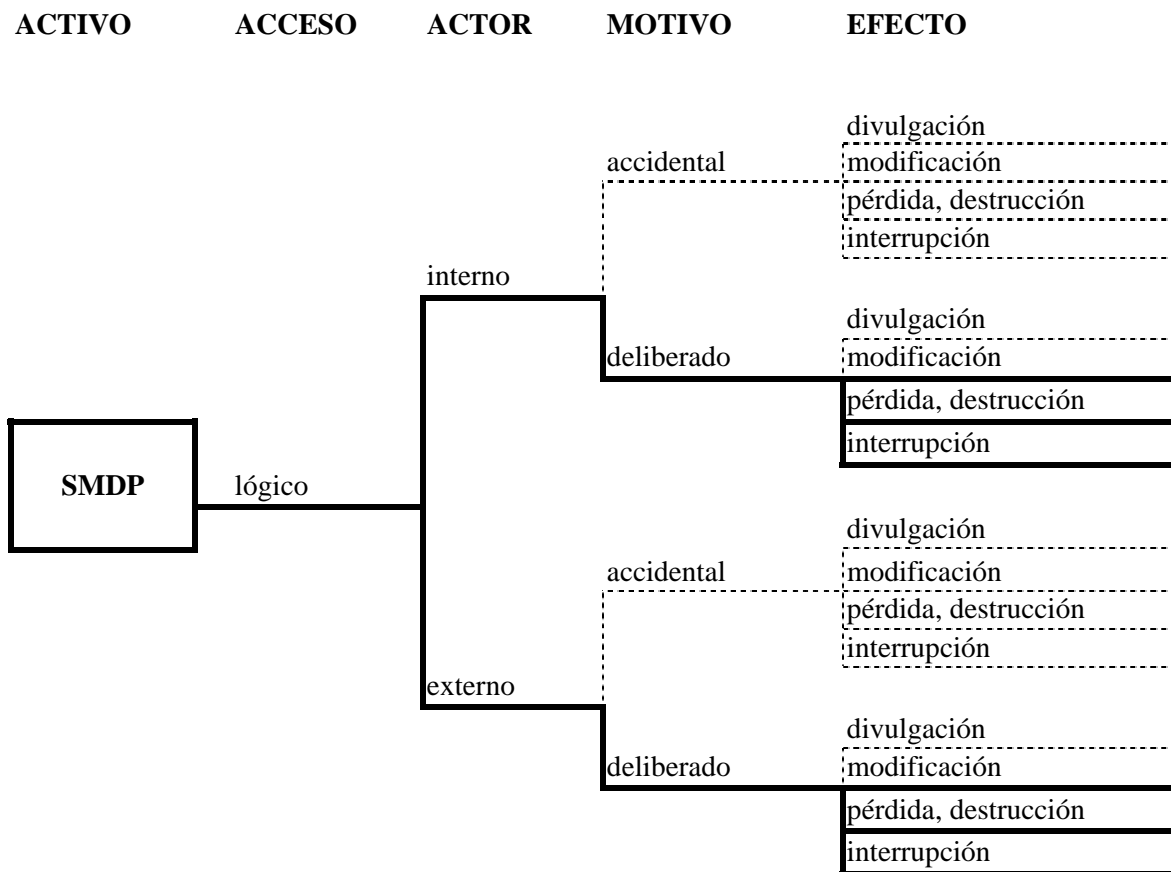 ACTIVO ACCESO ACTOR MOTIVO EFECTO
divulgación
accidental modificación
pérdida, destrucción
interrupción
interno
divulgación
deliberado modificación
pérdida, destrucción
interrupción
SMDP lógico
divulgación
accidental modificación
pérdida, destrucción
interrupción
externo
divulgación
deliberado modificación
pérdida, destrucción
interrupción